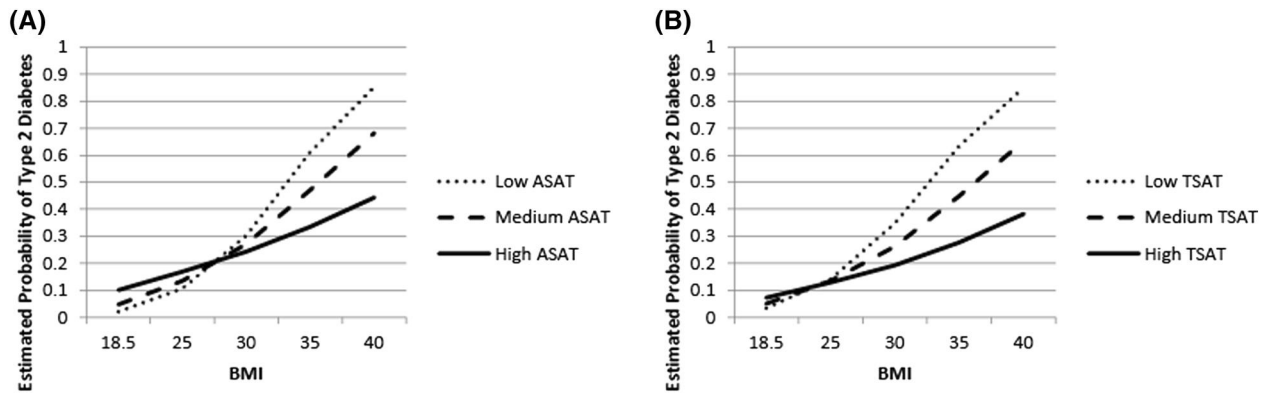 (A)
Estimated Probability of Type 2 Diabetes
1
0.9
0.8
0.7
0.6
0.5
0.4
0.3
0.2
0.1
0
18.5 25 30 35 40
BMI
Low ASAT
Medium ASAT
High ASAT
(B)
Estimated Probability of Type 2 Diabetes
1
0.9
0.8
0.7
0.6
0.5
0.4
0.3
0.2
0.1
0
18.5 25 30 35 40
BMI
Low TSAT
Medium TSAT
High TSAT